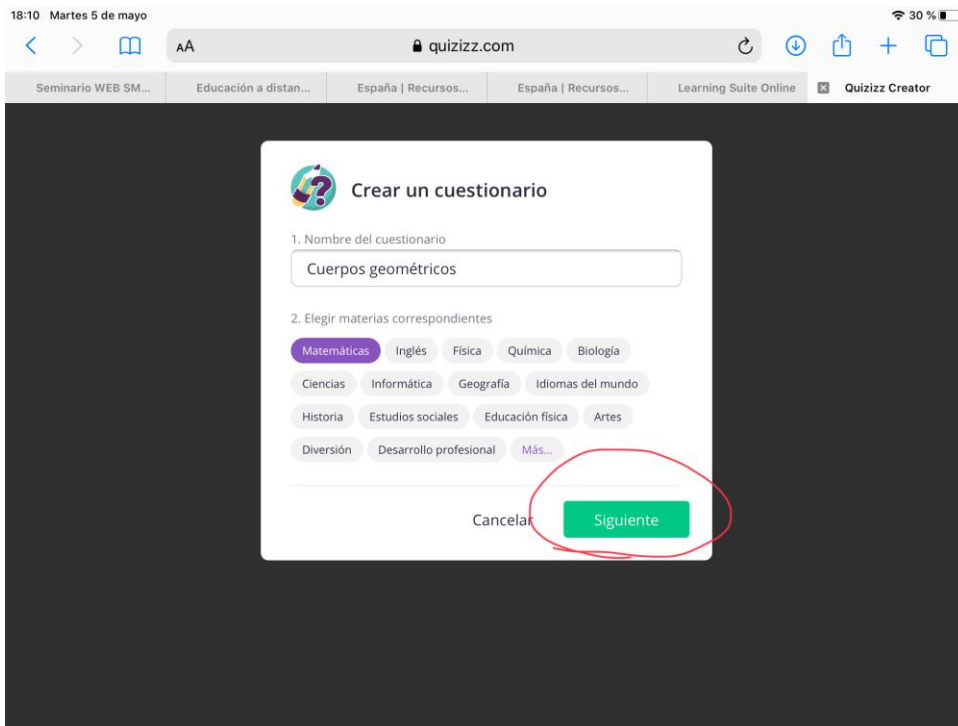 18:10 Martes 5 de mayo 30 %
AA quizizz.com
Seminario WEB SM... Educación a distan... España | Recursos... España | Recursos... Learning Suite Online Quizizz Creator
Crear un cuestionario
1. Nombre del cuestionario
Cuerpos geométricos
2. Elegir materias correspondientes
Matemáticas Inglés Física Química Biología
Ciencias Informática Geografía Idiomas del mundo
Historia Estudios sociales Educación física Artes
Diversión Desarrollo profesional Más...
Cancelar Siguiente